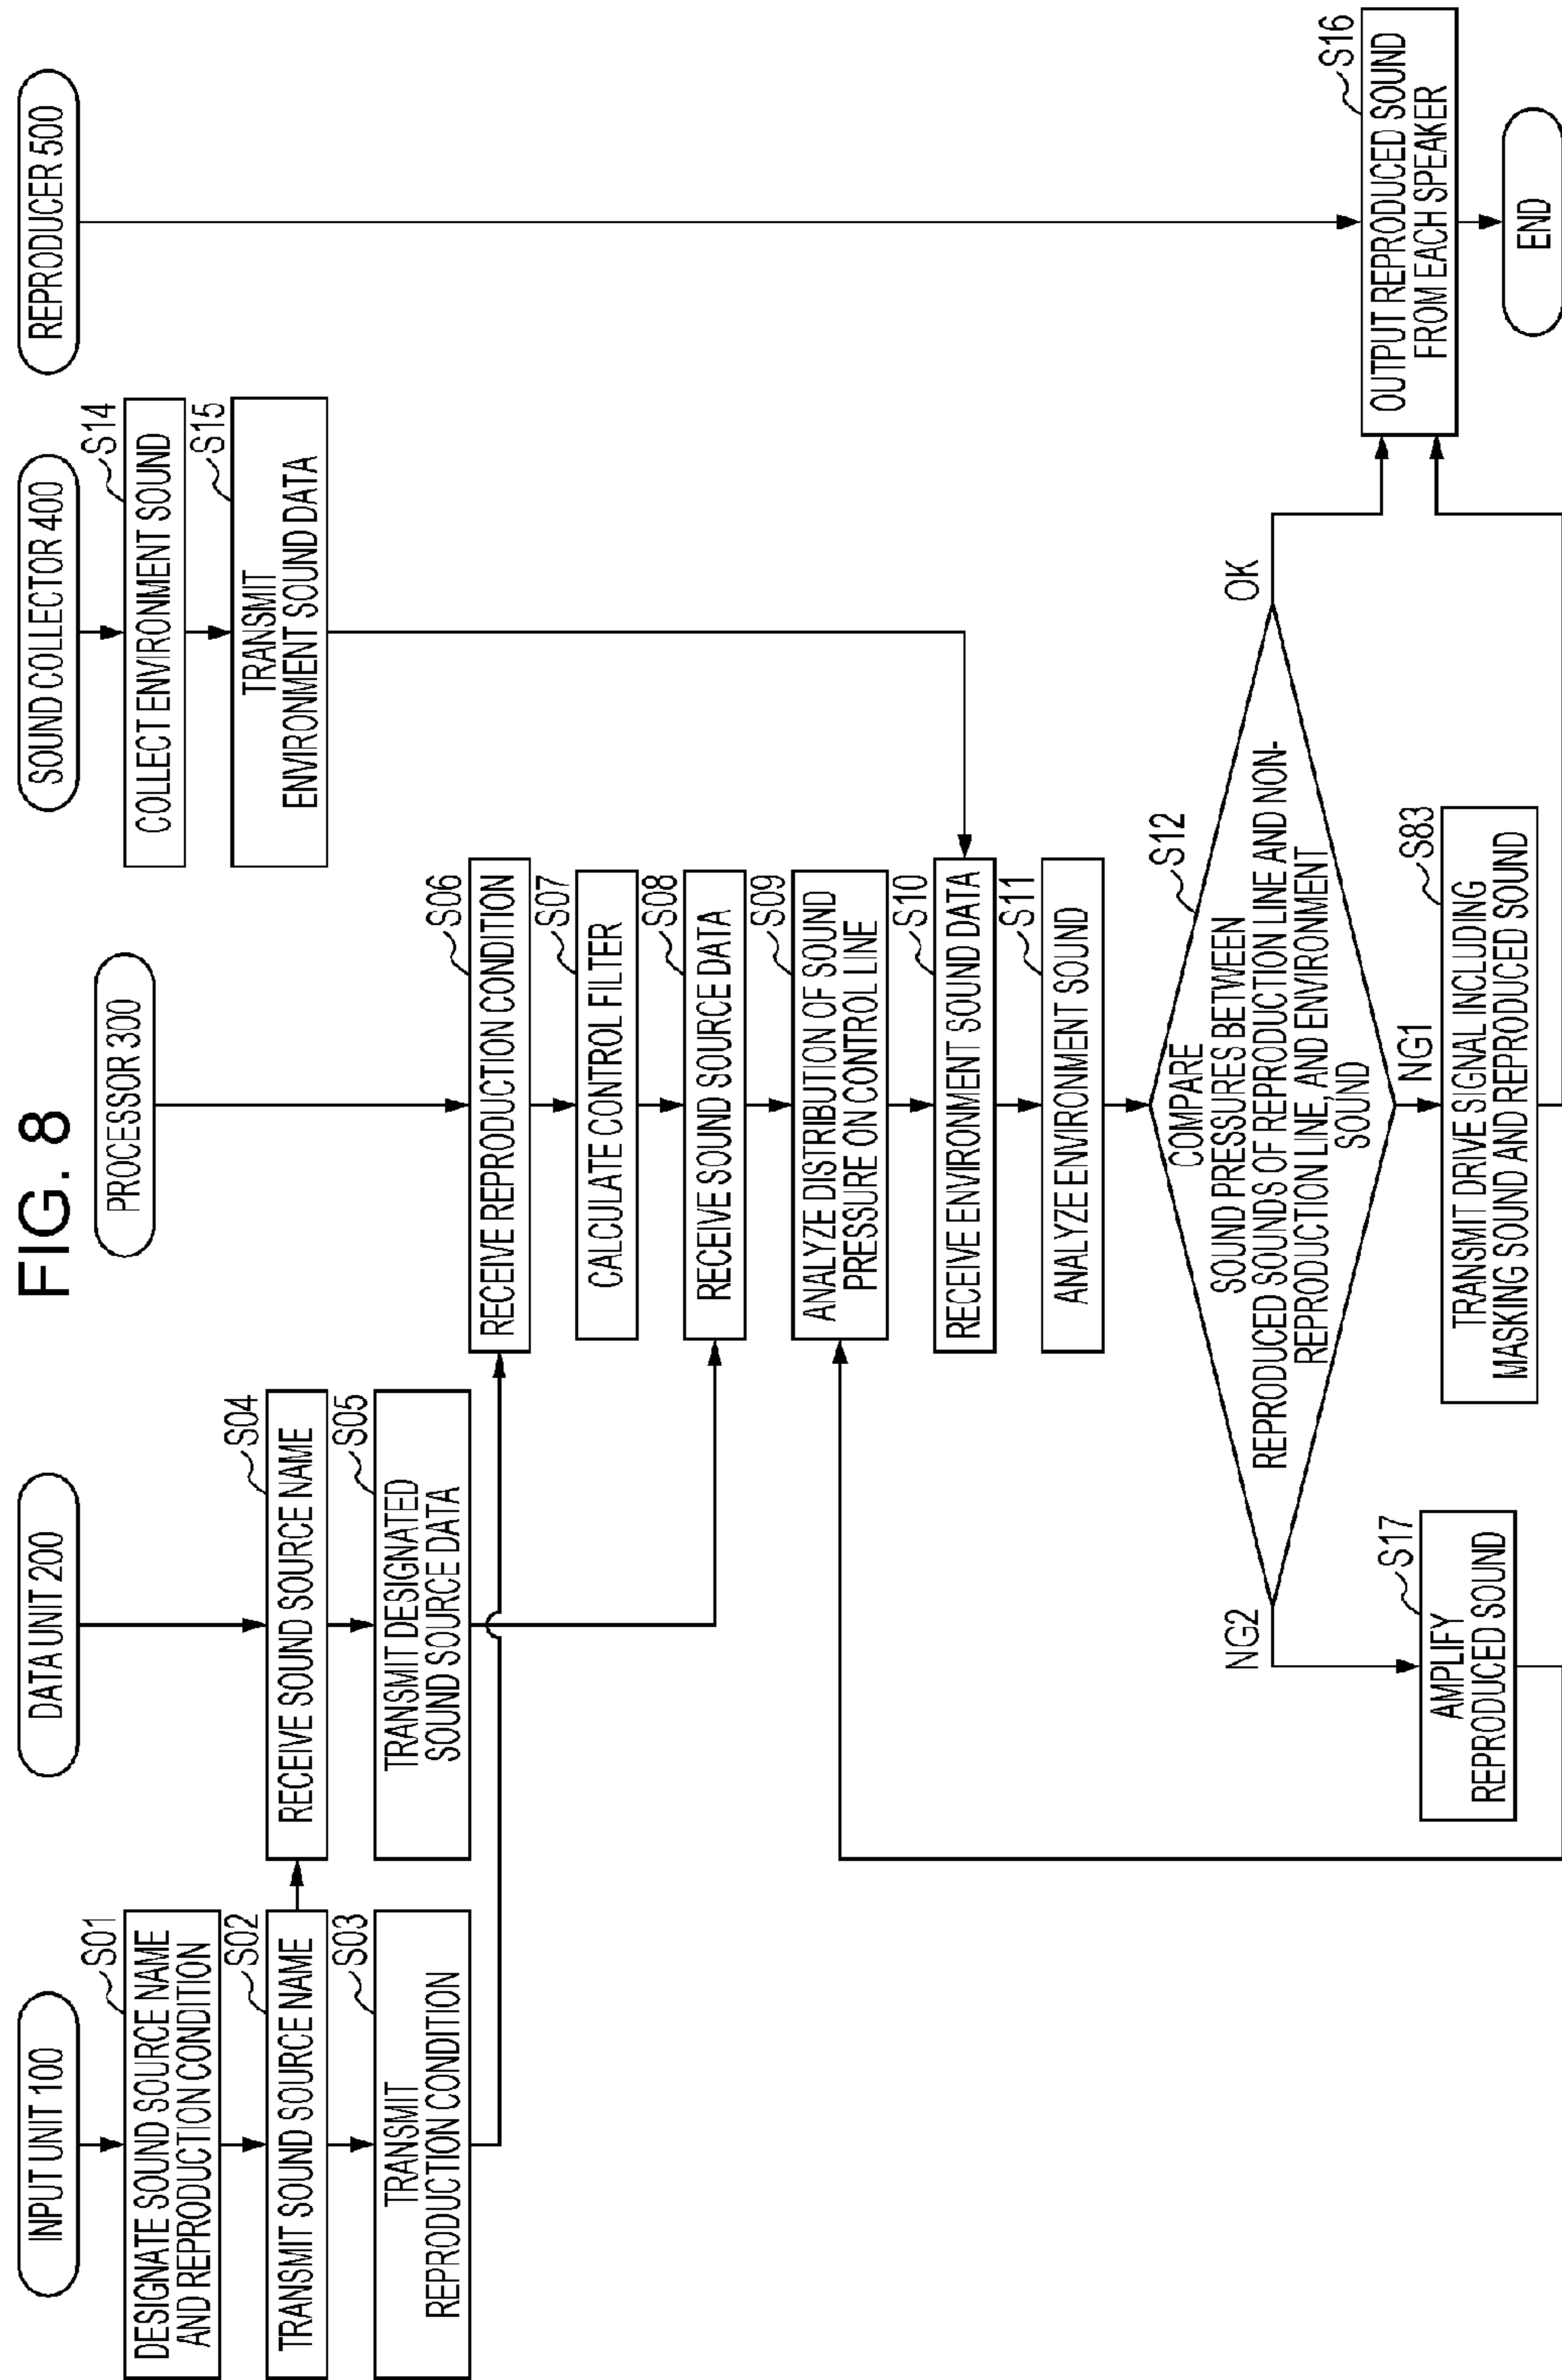 FIG. 8
INPUT UNIT 100
S01
DESIGNATE SOUND SOURCE NAME
AND REPRODUCTION CONDITION
S02
TRANSMIT SOUND SOURCE NAME
S03
TRANSMIT
REPRODUCTION CONDITION
DATA UNIT 200
S04
RECEIVE SOUND SOURCE NAME
S05
TRANSMIT DESIGNATED
SOUND SOURCE DATA
PROCESSOR 300
S06
RECEIVE REPRODUCTION CONDITION
S07
CALCULATE CONTROL FILTER
S08
RECEIVE SOUND SOURCE DATA
S09
ANALYZE DISTRIBUTION OF SOUND
PRESSURE ON CONTROL LINE
S10
RECEIVE ENVIRONMENT SOUND DATA
S11
ANALYZE ENVIRONMENT SOUND
S12
COMPARE
SOUND PRESSURES BETWEEN
REPRODUCED SOUNDS OF REPRODUCTION LINE AND NON-
REPRODUCTION LINE, AND ENVIRONMENT
SOUND
NG2
NG1
OK
S17
AMPLIFY
REPRODUCED SOUND
S83
TRANSMIT DRIVE SIGNAL INCLUDING
MASKING SOUND AND REPRODUCED SOUND
SOUND COLLECTOR 400
S14
COLLECT ENVIRONMENT SOUND
S15
TRANSMIT
ENVIRONMENT SOUND DATA
REPRODUCER 500
S16
OUTPUT REPRODUCED SOUND
FROM EACH SPEAKER
END